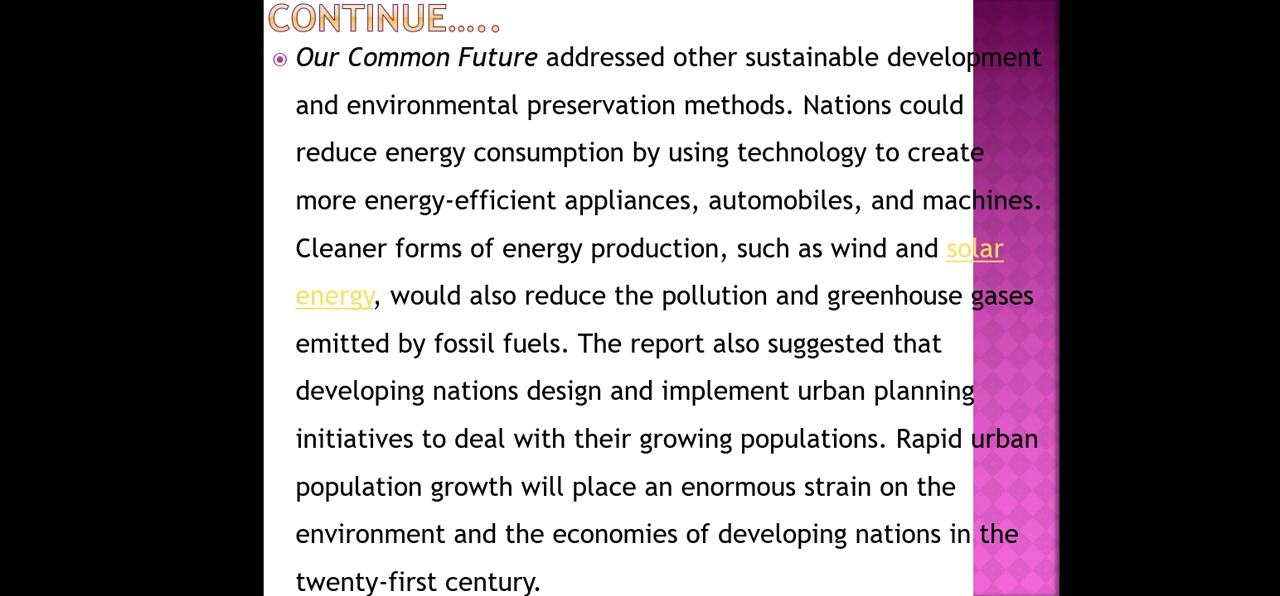 CONTINUE.....
Our Common Future addressed other sustainable development
and environmental preservation methods. Nations could
reduce energy consumption by using technology to create
more energy-efficient appliances, automobiles, and machines.
Cleaner forms of energy production, such as wind and solar
energy, would also reduce the pollution and greenhouse gases
emitted by fossil fuels. The report also suggested that
developing nations design and implement urban planning
initiatives to deal with their growing populations. Rapid urban
population growth will place an enormous strain on the
environment and the economies of developing nations in the
twenty-first century.